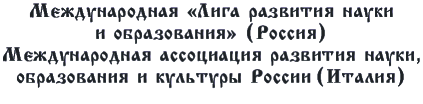 Международная «Лига развития науки
и образования» (Россия)
Международная ассоциация развития науки,
образования и культуры России (Италия)